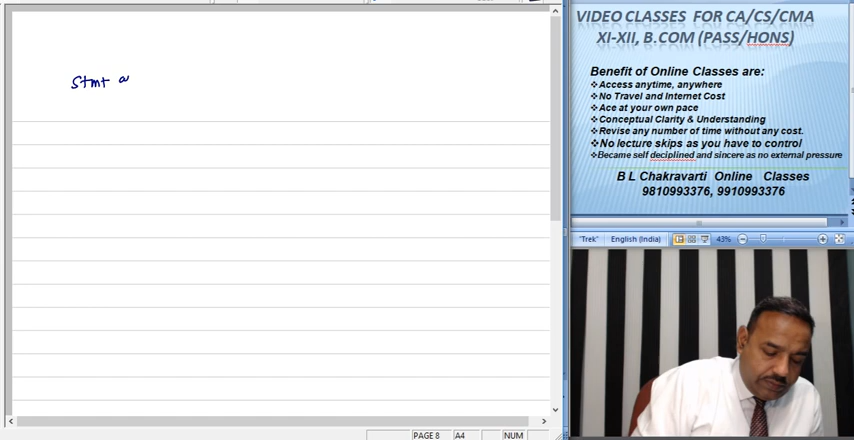 Stmt
VIDEO CLASSES FOR CA/CS/CMA
XI-XII, B.COM (PASS/HONS)
Benefit of Online Classes are:
❖Access anytime, anywhere
❖No Travel and Internet Cost
❖Ace at your own pace
❖Conceptual Clarity & Understanding
❖Revise any number of time without any cost.
❖No lecture skips as you have to control
❖Became self deciplined and sincere as no external pressure
B L Chakravarti Online Classes
9810993376, 9910993376
"Trek" English (India) 43%
PAGE 8 A4 NUM